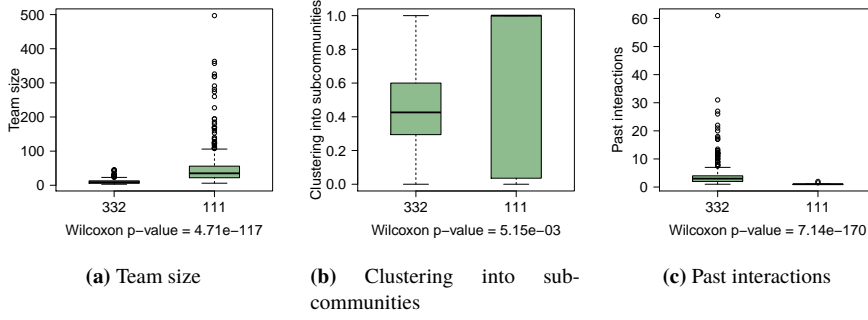 Team size
500
400
300
200
100
0
332
111
Wilcoxon p−value = 4.71e−117
(a) Team size
Clustering into subcommunities
1.0
0.8
0.6
0.4
0.2
0.0
332
111
Wilcoxon p−value = 5.15e−03
(b) Clustering into sub-
communities
Past interactions
60
50
40
30
20
10
0
332
111
Wilcoxon p−value = 7.14e−170
(c) Past interactions